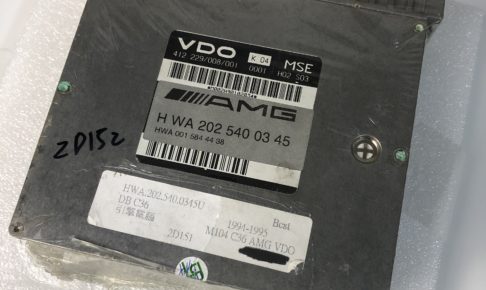 VDO K 04 MSE
412 229/008/001 0001 H02 S03
AMG
H WA 202 540 03 45
HWA 001 584 44 38
2D152
HWA.202.540.0345U
DB C36
引擎電腦
2D151
Best
1994-1995
M104 C36 AMG VDO